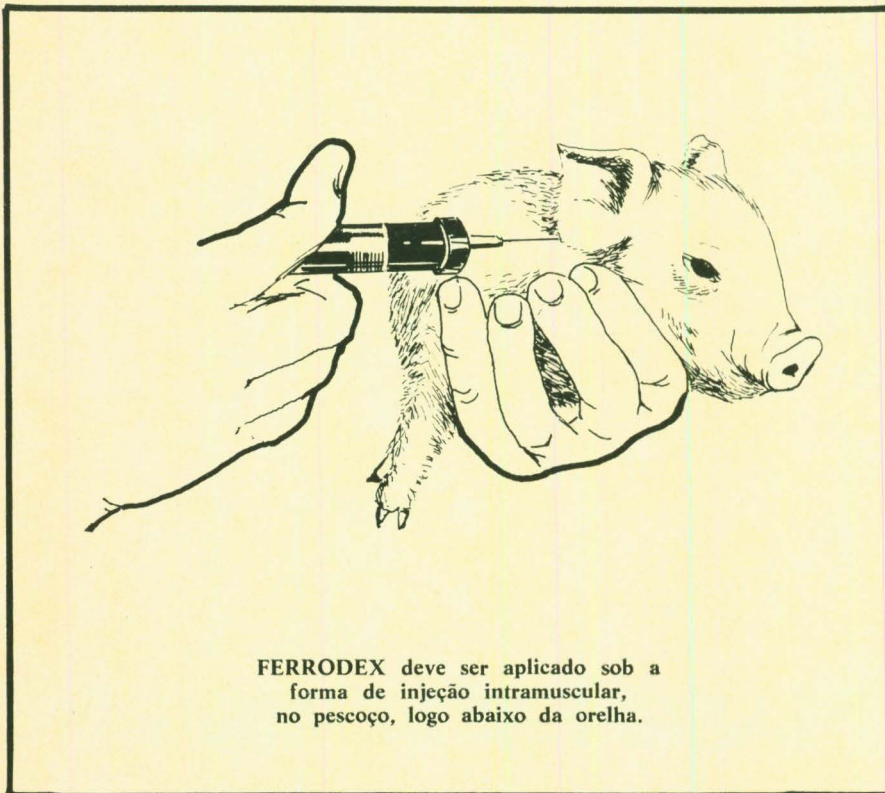 FERRODEX deve ser aplicado sob a
forma de injeção intramuscular,
no pescoço, logo abaixo da orelha.